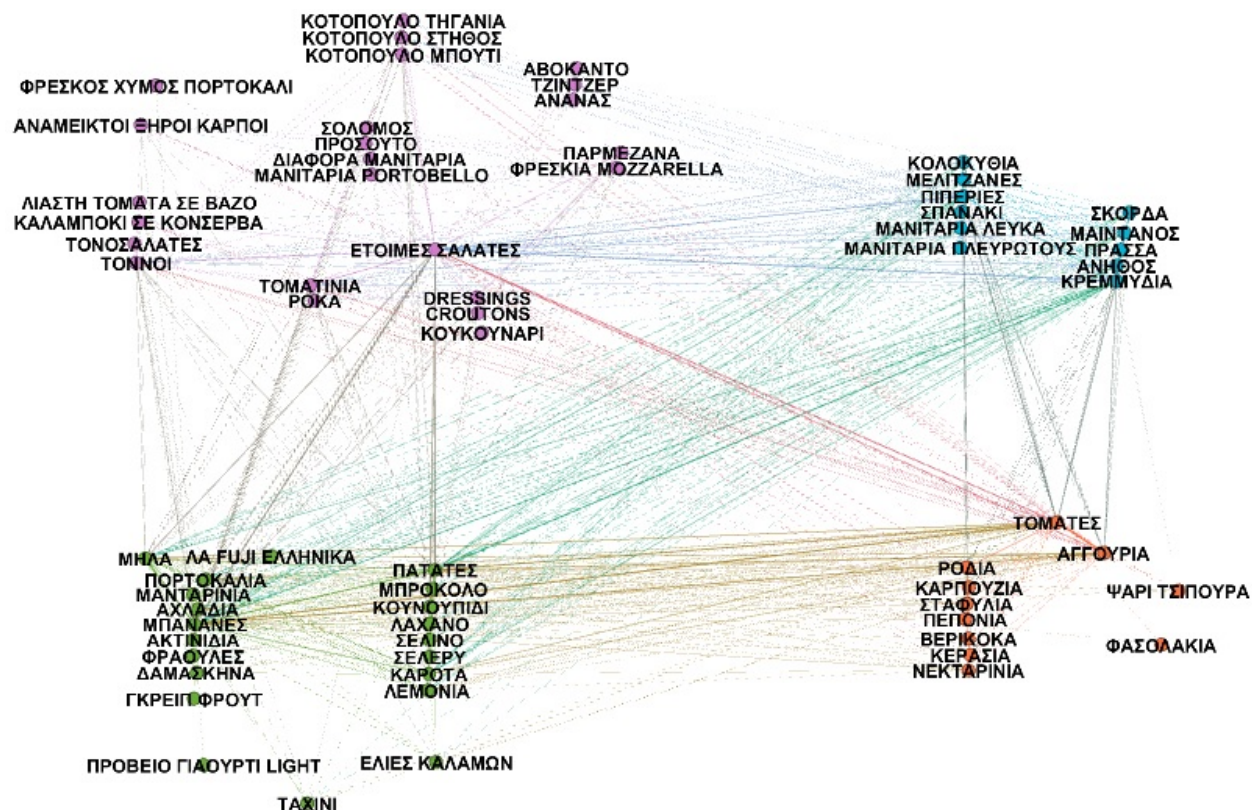 ΚΟΤΟΠΟΥΛΟ ΤΗΓΑΝΙΑ
ΚΟΤΟΠΟΥΛΟ ΣΤΗΘΟΣ
ΚΟΤΟΠΟΥΛΟ ΜΠΟΥΤΙ
ΑΒΟΚΑΝΤΟ
ΤΖΙΝΤΖΕΡ
ΑΝΑΝΑΣ
ΦΡΕΣΚΟΣ ΧΥΜΟΣ ΠΟΡΤΟΚΑΛΙ
ΑΝΑΜΕΙΚΤΟΙ ΞΗΡΟΙ ΚΑΡΠΟΙ
ΣΟΛΟΜΟΣ
ΠΡΟΣΟΥΤΟ
ΔΙΑΦΟΡΑ ΜΑΝΙΤΑΡΙΑ
ΜΑΝΙΤΑΡΙΑ PORTOBELLO
ΠΑΡΜΕΖΑΝΑ
ΦΡΕΣΚΙΑ MOZZARELLA
ΚΟΛΟΚΥΘΙΑ
ΜΕΛΙΤΖΑΝΕΣ
ΠΙΠΕΡΙΕΣ
ΣΠΑΝΑΚΙ
ΜΑΝΙΤΑΡΙΑ ΛΕΥΚΑ
ΜΑΝΙΤΑΡΙΑ ΠΛΕΥΡΩΤΟΥΣ
ΣΚΟΡΔΑ
ΜΑΙΝΤΑΝΟΣ
ΠΡΑΣΣΑ
ΑΝΗΘΟΣ
ΚΡΕΜΜΥΔΙΑ
ΛΙΑΣΤΗ ΤΟΜΑΤΑ ΣΕ ΒΑΖΟ
ΚΑΛΑΜΠΟΚΙ ΣΕ ΚΟΝΣΕΡΒΑ
ΤΟΝΟΣΑΛΑΤΕΣ
ΤΟΝΝΟΙ
ΕΤΟΙΜΕΣ ΣΑΛΑΤΕΣ
ΤΟΜΑΤΙΝΙΑ
ΡΟΚΑ
DRESSINGS
CROUTONS
ΚΟΥΚΟΥΝΑΡΙ
ΤΟΜΑΤΕΣ
ΑΓΓΟΥΡΙΑ
ΜΗΛΑ
ΛΑ FUJI ΕΛΛΗΝΙΚΑ
ΠΟΡΤΟΚΑΛΙΑ
ΜΑΝΤΑΡΙΝΙΑ
ΑΧΛΑΔΙΑ
ΜΠΑΝΑΝΕΣ
ΑΚΤΙΝΙΔΙΑ
ΦΡΑΟΥΛΕΣ
ΔΑΜΑΣΚΗΝΑ
ΓΚΡΕΙΠ ΦΡΟΥΤ
ΠΑΤΑΤΕΣ
ΜΠΡΟΚΟΛΟ
ΚΟΥΝΟΥΠΙΔΙ
ΛΑΧΑΝΟ
ΣΕΛΙΝΟ
ΣΕΛΕΡΥ
ΚΑΡΟΤΑ
ΛΕΜΟΝΙΑ
ΡΟΔΙΑ
ΚΑΡΠΟΥΖΙΑ
ΣΤΑΦΥΛΙΑ
ΠΕΠΟΝΙΑ
ΒΕΡΙΚΟΚΑ
ΚΕΡΑΣΙΑ
ΝΕΚΤΑΡΙΝΙΑ
ΨΑΡΙ ΤΣΙΠΟΥΡΑ
ΦΑΣΟΛΑΚΙΑ
ΠΡΟΒΕΙΟ ΓΙΑΟΥΡΤΙ LIGHT
ΕΛΙΕΣ ΚΑΛΑΜΩΝ
ΤΑΧΙΝΙ